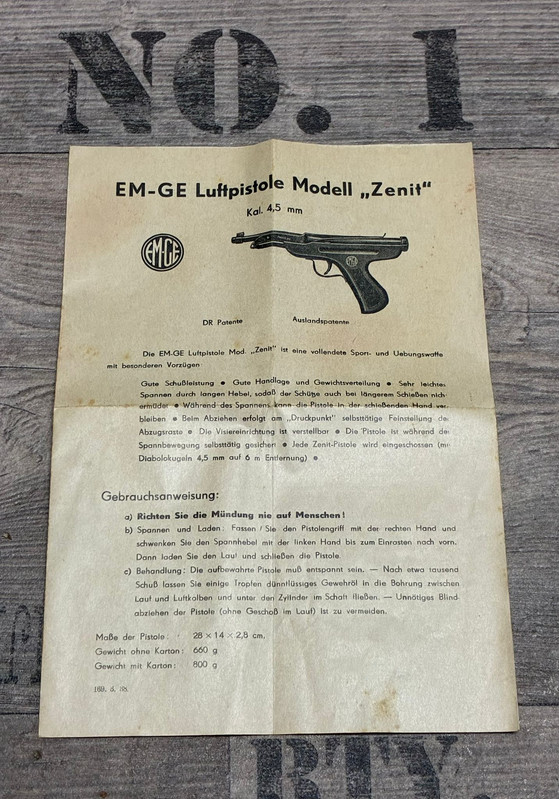 NO. 1
EM-GE Luftpistole Modell „Zenit“
Kal. 4,5 mm
EM-GE
DR Patente Auslandspatente
Die EM-GE Luftpistole Mod. „Zenit“ ist eine vollendete Sport- und Uebungswaffe
mit besonderen Vorzügen
Gute Schußleistung • Gute Handlage und Gewichtsverteilung • Sehr leichtes
Spannen durch langen Hebel, sodaß der Schütze auch bei längerem Schießen nich
ermüdet • Während des Spannens kann die Pistole in der schießenden Hand ver
bleiben • Beim Abziehen erfolgt am „Druckpunkt“ selbsttätige Feinstellung de
Abzugsraste • Die Visiereinrichtung ist verstellbar • Die Pistole ist während de
Spannbewegung selbsttätig gesichert • Jede Zenit-Pistole wird eingeschossen (mi
Diabolokugeln 4,5 mm auf 6 m Entfernung) •
Gebrauchsanweisung:
a) Richten Sie die Mündung nie auf Menschen!
b) Spannen und Laden: Fassen Sie den Pistolengriff mit der rechten Hand und
schwenken Sie den Spannhebel mit der linken Hand bis zum Einrasten nach vorn.
Dann laden Sie den Lauf und schließen die Pistole.
c) Behandlung: Die aufbewahrte Pistole muß entspannt sein. — Nach etwa tausend
Schuß lassen Sie einige Tropfen dünnflüssiges Gewehröl in die Bohrung zwischen
Lauf und Luftkolben und unter den Zylinder im Schaft fließen. — Unnötiges Blind-
abziehen der Pistole (ohne Geschoß im Lauf) ist zu vermeiden.
Maße der Pistole: 28 × 14 × 2,8 cm.
Gewicht ohne Karton: 660 g
Gewicht mit Karton: 800 g
BTY.